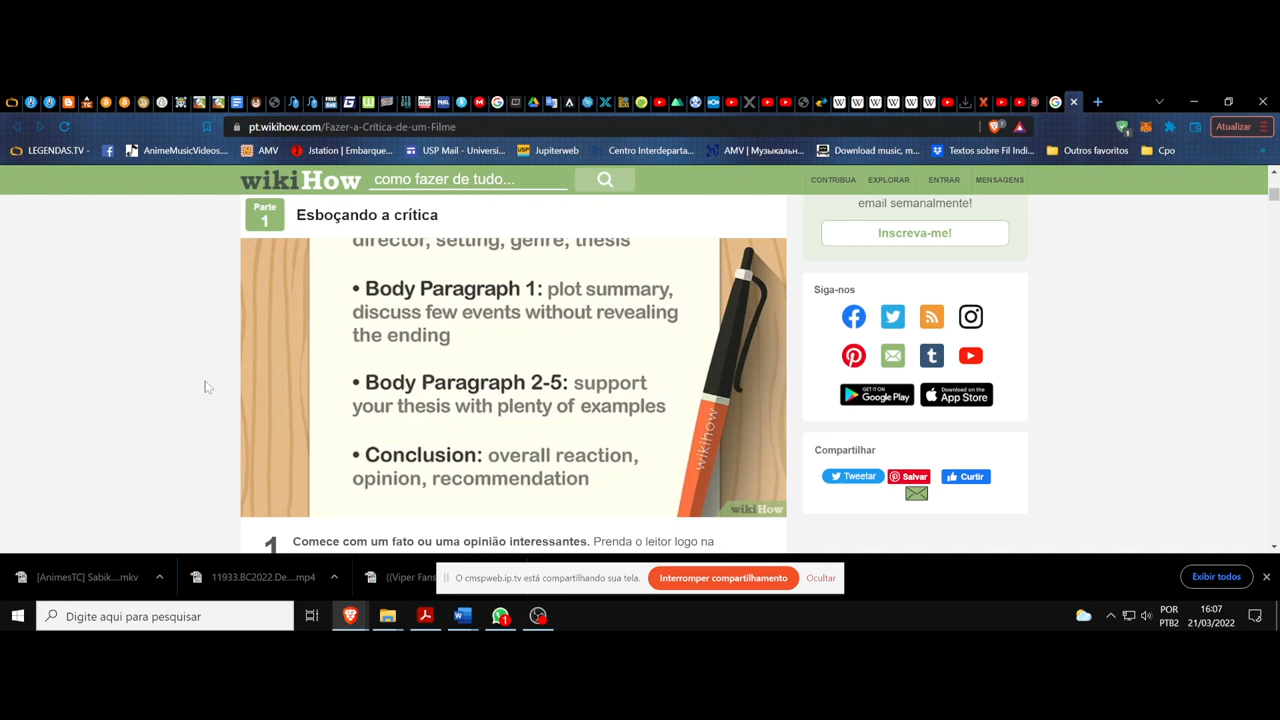 pt.wikihow.com/Fazer-a-Crítica-de-um-Filme
Atualizar
LEGENDAS.TV -
AnimeMusicVideos...
AMV
Jstation | Embarque...
USP Mail - Universi...
Jupiterweb
Centro Interdeparta...
AMV | Музыкальн...
Download music, m...
Textos sobre Fil Indi...
Outros favoritos
Cpo
wikiHow
como fazer de tudo...
CONTRIBUA
EXPLORAR
ENTRAR
MENSAGENS
Parte
1
Esboçando a crítica
email semanalmente!
Inscreva-me!
director, setting, genre, thesis
• Body Paragraph 1: plot summary,
discuss few events without revealing
the ending
• Body Paragraph 2-5: support
your thesis with plenty of examples
• Conclusion: overall reaction,
opinion, recommendation
wikihow
wikiHow
Siga-nos
GET IT ON
Google Play
Download on the
App Store
Compartilhar
Tweetar
Salvar
Curtir
1
Comece com um fato ou uma opinião interessantes. Prenda o leitor logo na
[AnimesTC] Sabik....mkv
11933.BC2022.De....mp4
((Viper Fans
O cmspweb.ip.tv está compartilhando sua tela.
Interromper compartilhamento
Ocultar
Exibir todos
Digite aqui para pesquisar
POR
PTB2
16:07
21/03/2022